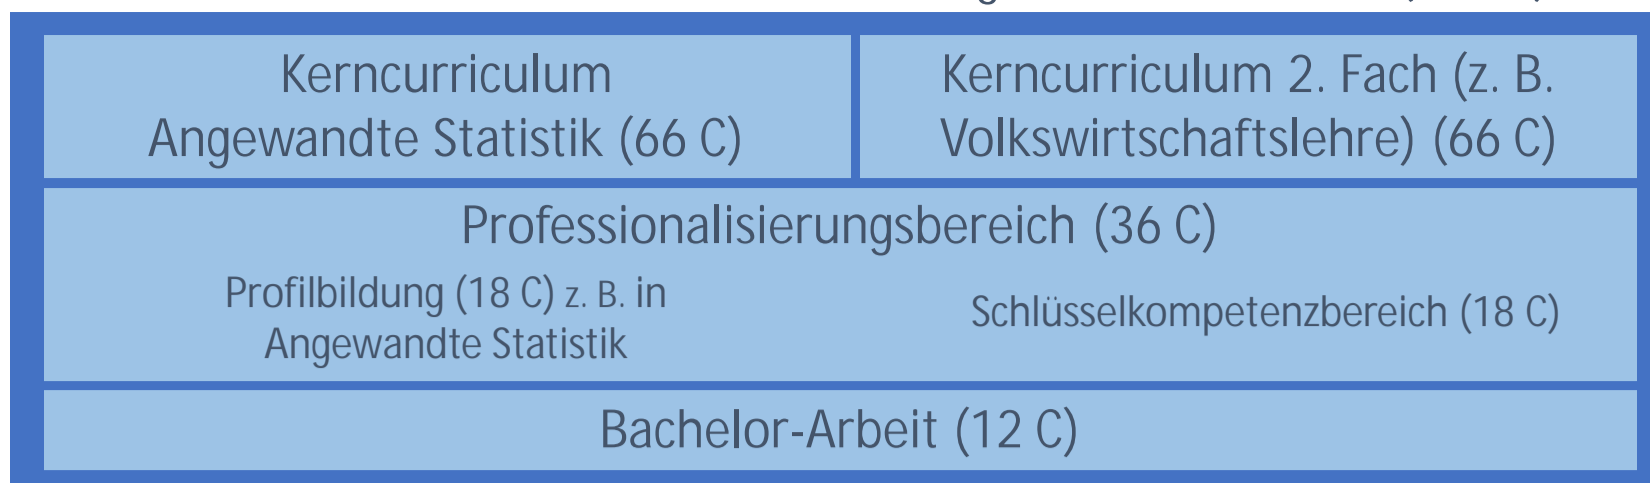 Kerncurriculum
Angewandte Statistik (66 C)
Kerncurriculum 2. Fach (z. B.
Volkswirtschaftslehre) (66 C)
Professionalisierungsbereich (36 C)
Profilbildung (18 C) z. B. in
Angewandte Statistik
Schlüsselkompetenzbereich (18 C)
Bachelor-Arbeit (12 C)